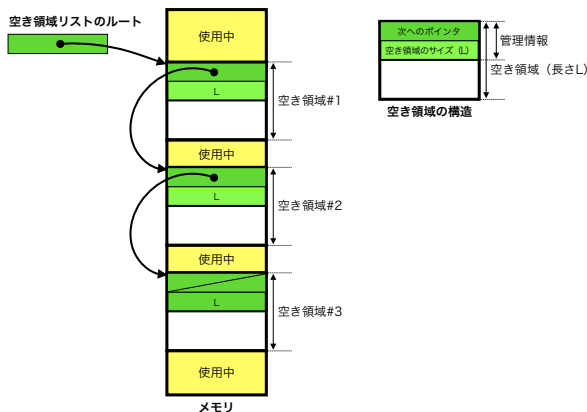 空き領域リストのルート
使用中
L
空き領域#1
使用中
L
空き領域#2
使用中
L
空き領域#3
使用中
メモリ
次へのポインタ
空き領域のサイズ（L）
管理情報
空き領域（長さL）
空き領域の構造